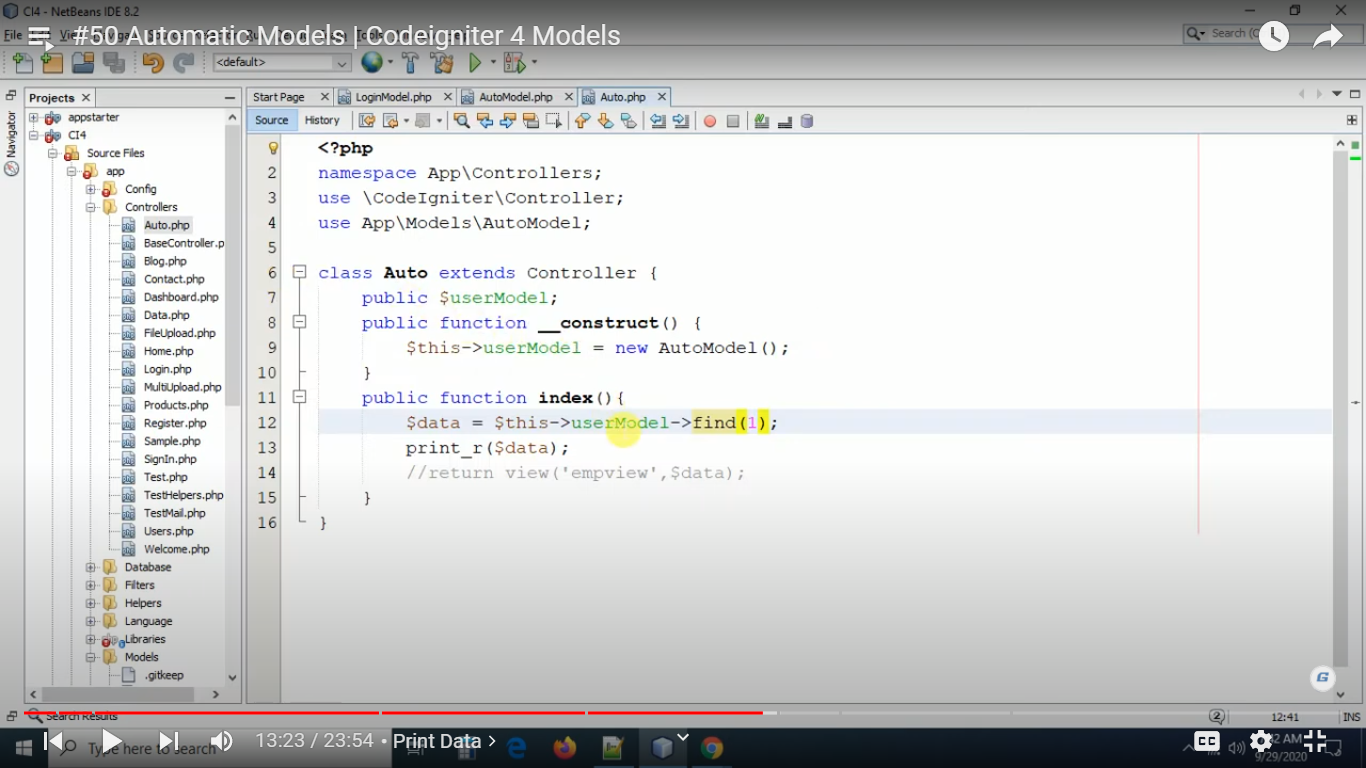 CI4 - NetBeans IDE 8.2
#50 Automatic Models | Codeigniter 4 Models
File
Search (C
<default>
Projects
Start Page
LoginModel.php
AutoModel.php
Auto.php
Navigator
Source
History
appstarter
CI4
Source Files
app
Config
Controllers
Auto.php
BaseController.p
Blog.php
Contact.php
Dashboard.php
Data.php
FileUpload.php
Home.php
Login.php
MultiUpload.php
Products.php
Register.php
Sample.php
SignIn.php
Test.php
TestHelpers.php
TestMail.php
Users.php
Welcome.php
Database
Filters
Helpers
Language
Libraries
Models
.gitkeep
<?php
2 namespace App\Controllers;
3 use \CodeIgniter\Controller;
4 use App\Models\AutoModel;
5
6 class Auto extends Controller {
7 public $userModel;
8 public function __construct() {
9 $this->userModel = new AutoModel();
10 }
11 public function index(){
12 $data = $this->userModel->find(1);
13 print_r($data);
14 //return view('empview',$data);
15 }
16 }
G
Search Results
2
12:41
INS
Type here to search
13:23 / 23:54 • Print Data >
CC
32 AM
9/29/2020